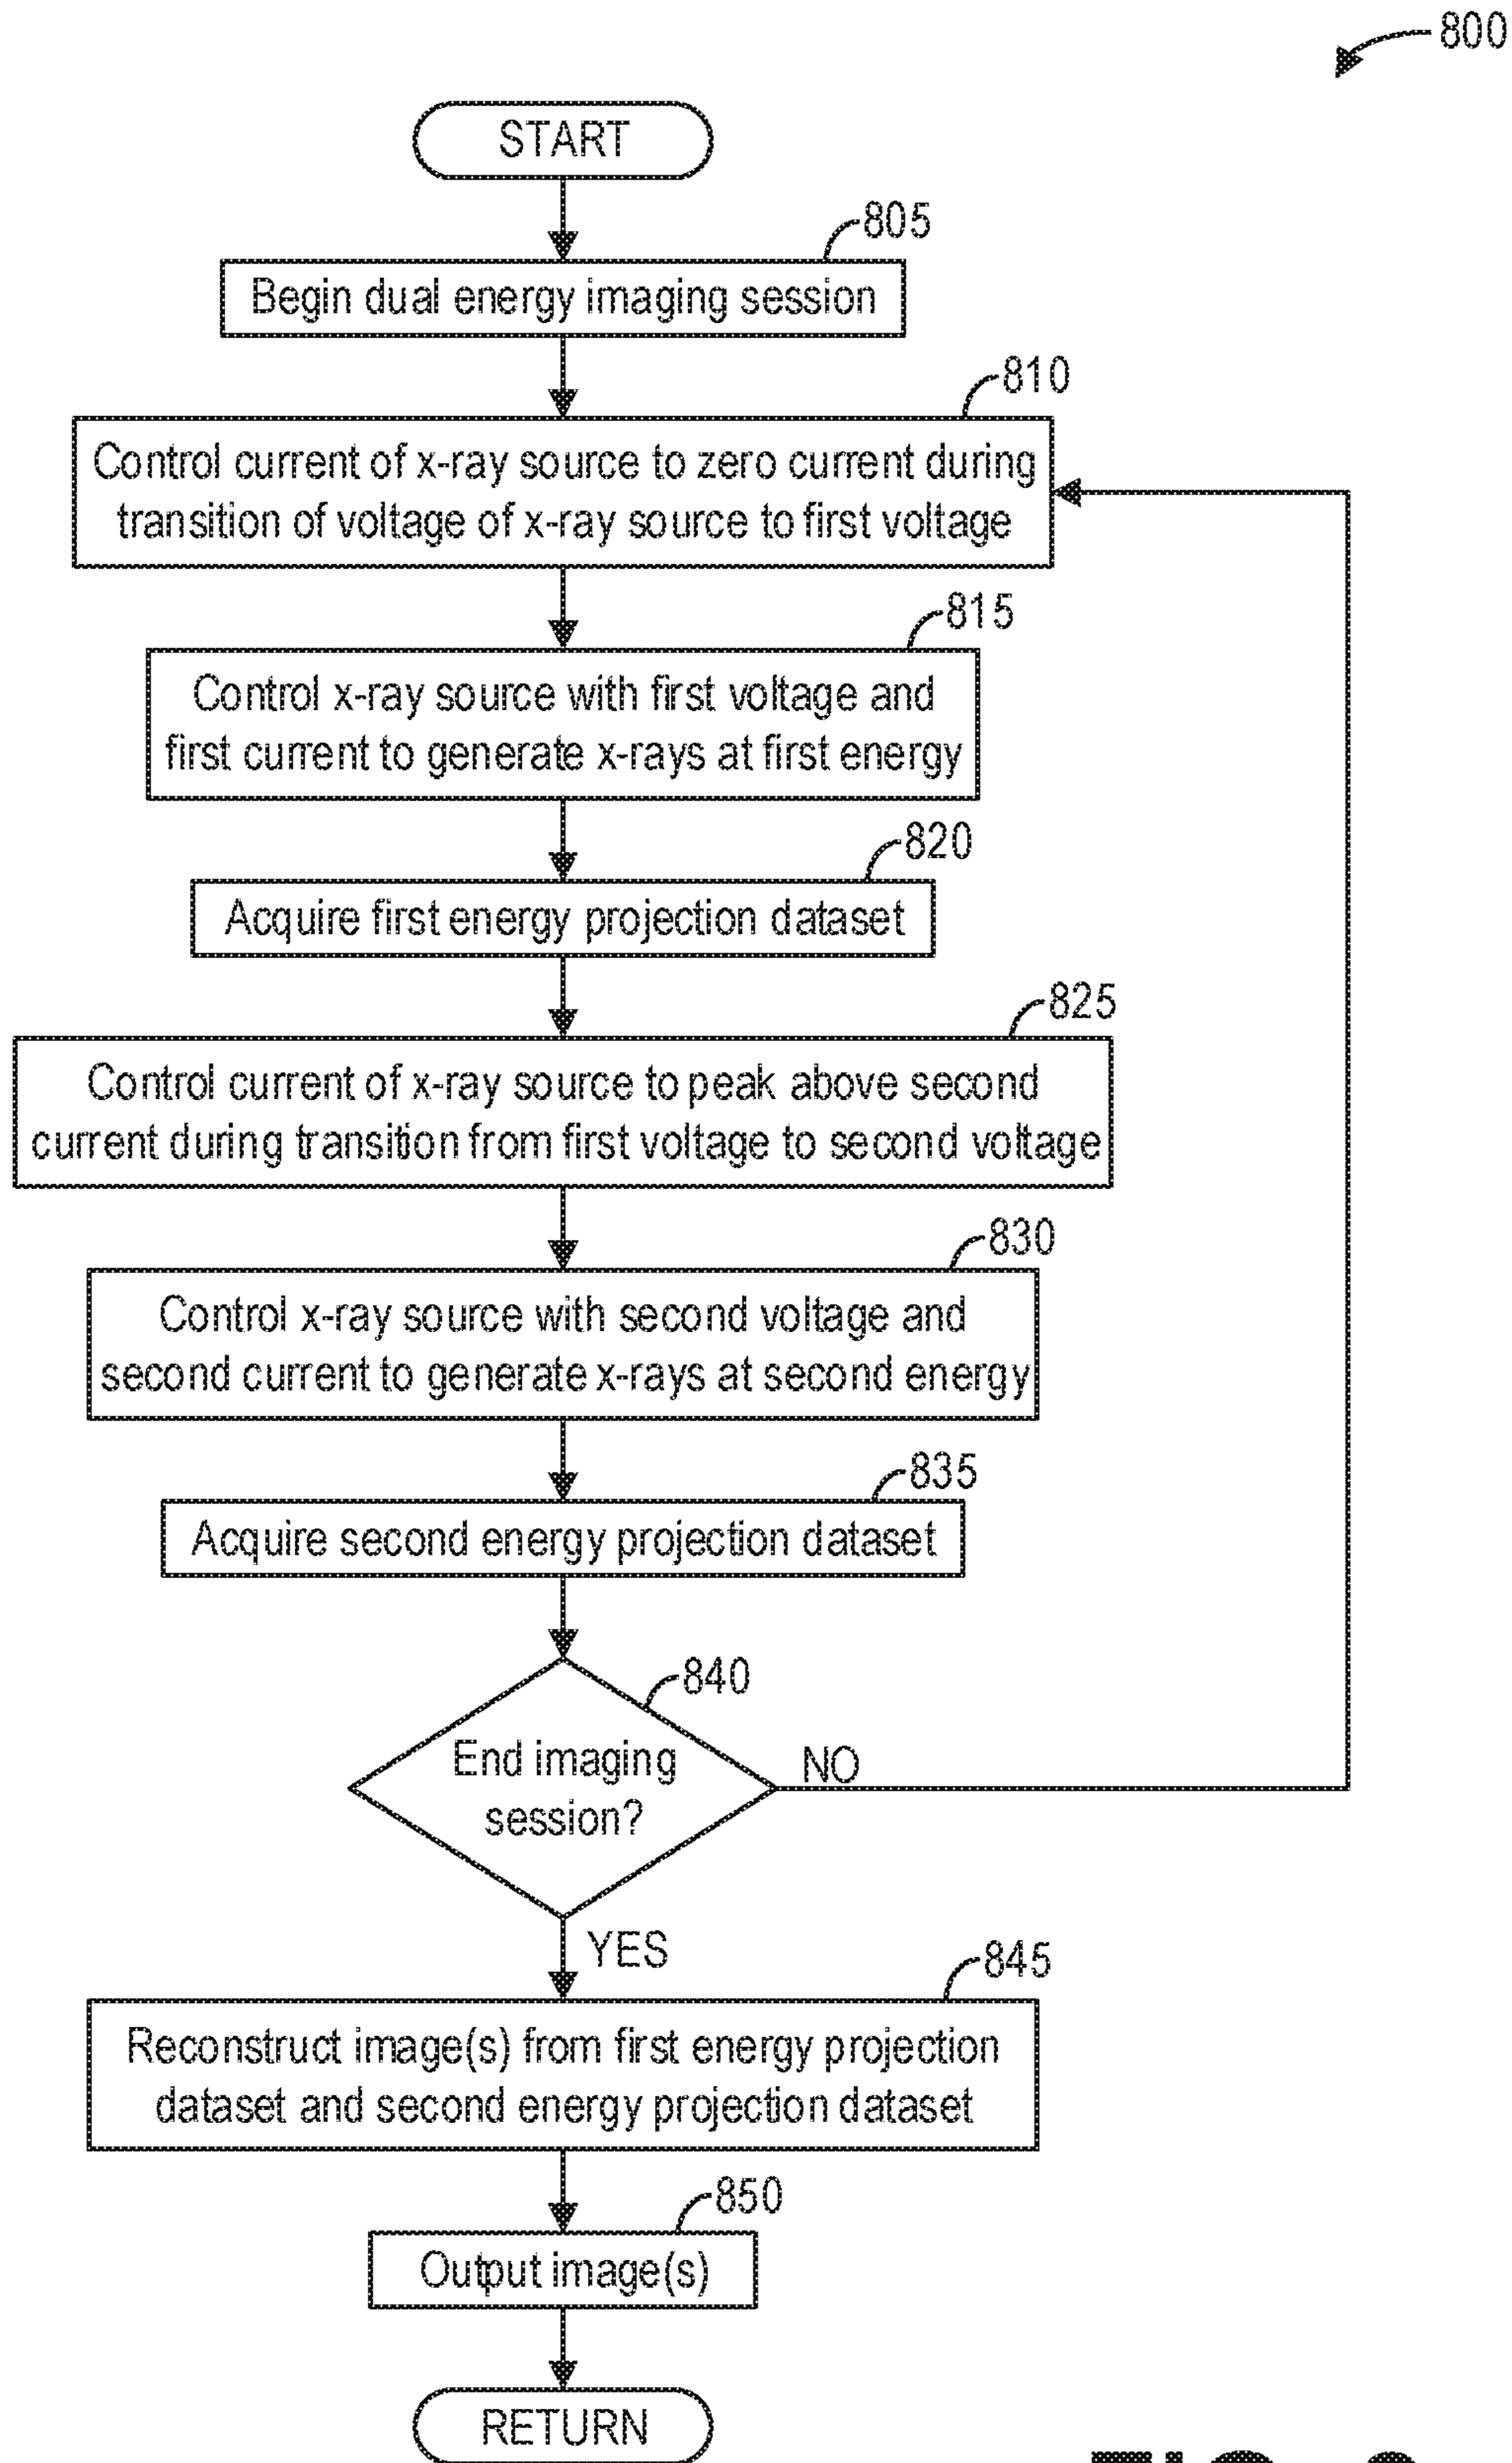 800
START
805
Begin dual energy imaging session
810
Control current of x-ray source to zero current during
transition of voltage of x-ray source to first voltage
815
Control x-ray source with first voltage and
first current to generate x-rays at first energy
820
Acquire first energy projection dataset
825
Control current of x-ray source to peak above second
current during transition from first voltage to second voltage
830
Control x-ray source with second voltage and
second current to generate x-rays at second energy
835
Acquire second energy projection dataset
840
End imaging
session?
NO
YES
845
Reconstruct image(s) from first energy projection
dataset and second energy projection dataset
850
Output image(s)
RETURN